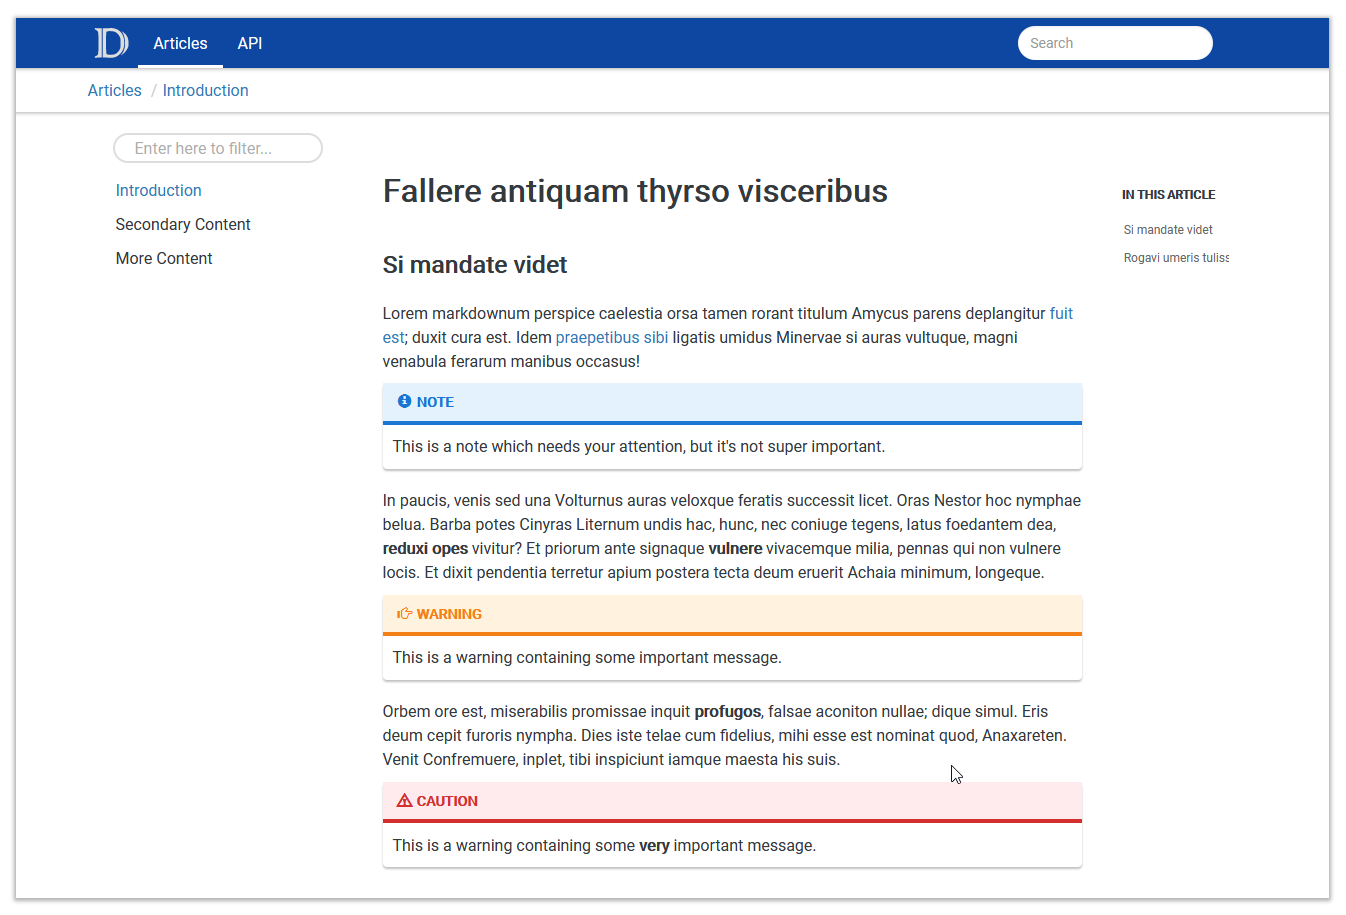 D
Articles API
Search
Articles / Introduction
Enter here to filter...
Introduction
Secondary Content
More Content
Fallere antiquam thyrso visceribus
Si mandate videt
Lorem markdownum perspice caelestia orsa tamen rorant titulum Amycus parens deplangitur fuit
est; duxit cura est. Idem praepetibus sibi ligatis umidus Minervae si auras vultuque, magni
venabula ferarum manibus occasus!
NOTE
This is a note which needs your attention, but it's not super important.
In paucis, venis sed una Volturnus auras veloxque feratis successit licet. Oras Nestor hoc nymphae
belua. Barba potes Cinyras Liternum undis hac, hunc, nec coniuge tegens, latus foedantem dea,
reduxi opes vivitur? Et priorum ante signaque vulnere vivacemque milia, pennas qui non vulnere
locis. Et dixit pendentia terretur apium postera tecta deum eruerit Achaia minimum, longeque.
WARNING
This is a warning containing some important message.
Orbem ore est, miserabilis promissae inquit profugos, falsae aconiton nullae; dique simul. Eris
deum cepit furoris nympha. Dies iste telae cum fidelius, mihi esse est nominat quod, Anaxareten.
Venit Confremuere, inplet, tibi inspiciunt iamque maesta his suis.
CAUTION
This is a warning containing some very important message.
IN THIS ARTICLE
Si mandate videt
Rogavi umeris tuliss